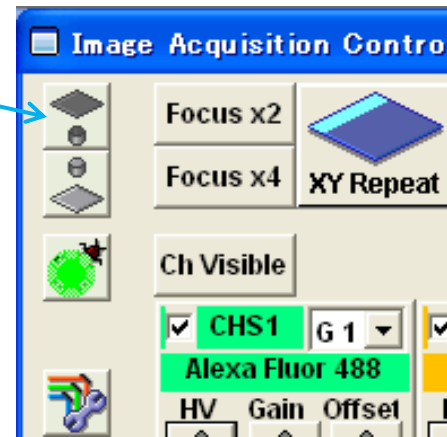 Image Acquisition Contro
Focus x2
Focus x4
XY Repeat
Ch Visible
CHS1
G 1
Alexa Fluor 488
HV Gain Offset